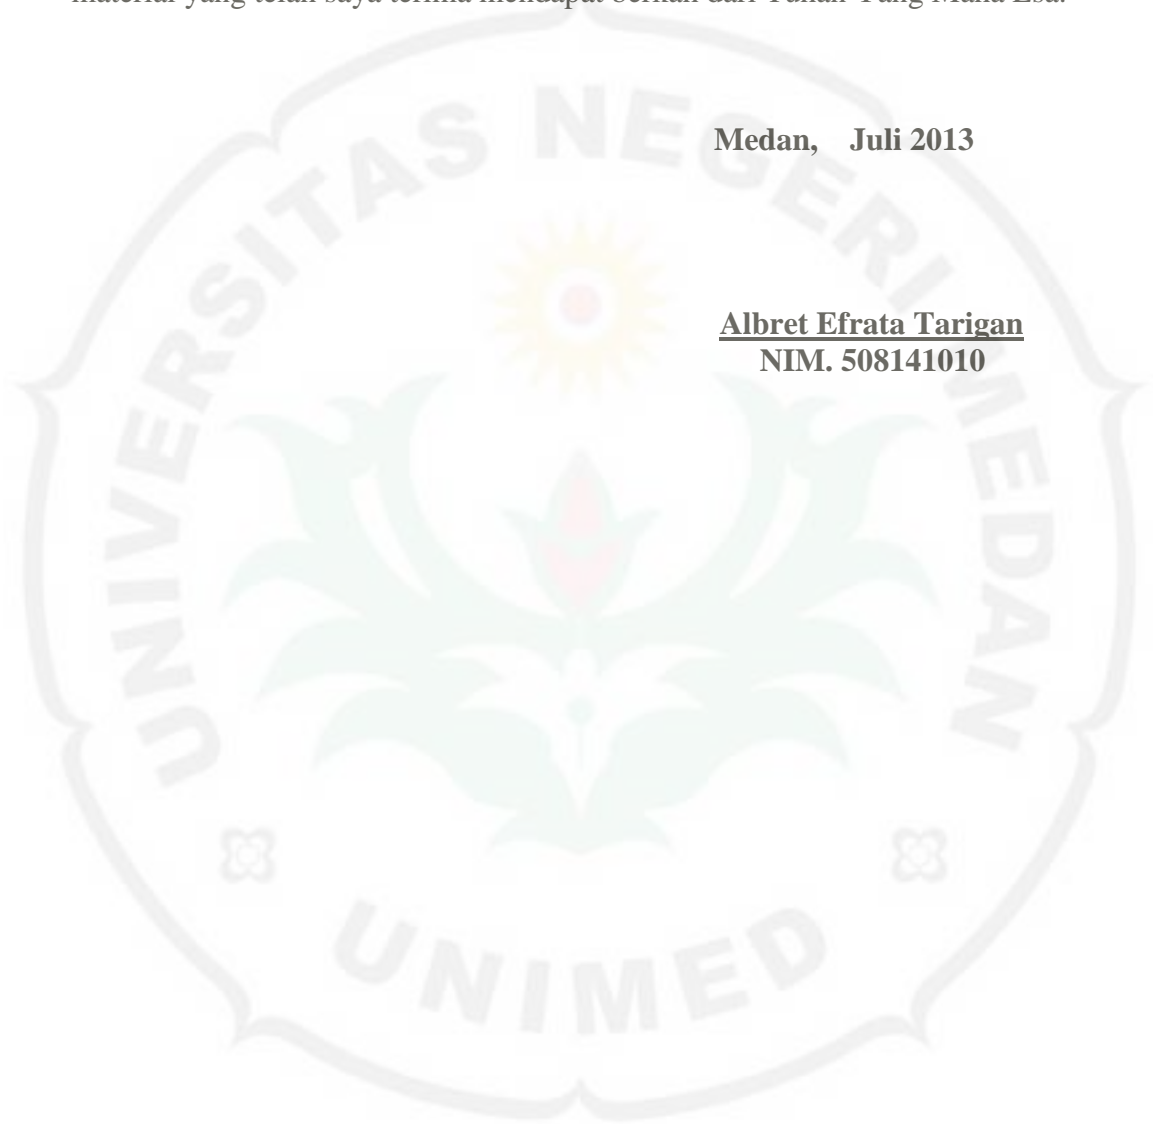 material yang telah saya terima mendapat berkah dari Tuhan Yang Maha Esa.
Medan, Juli 2013
Albret Efrata Tarigan
NIM. 508141010
UNIVERSITAS NEGERI MEDAN
UNIMED